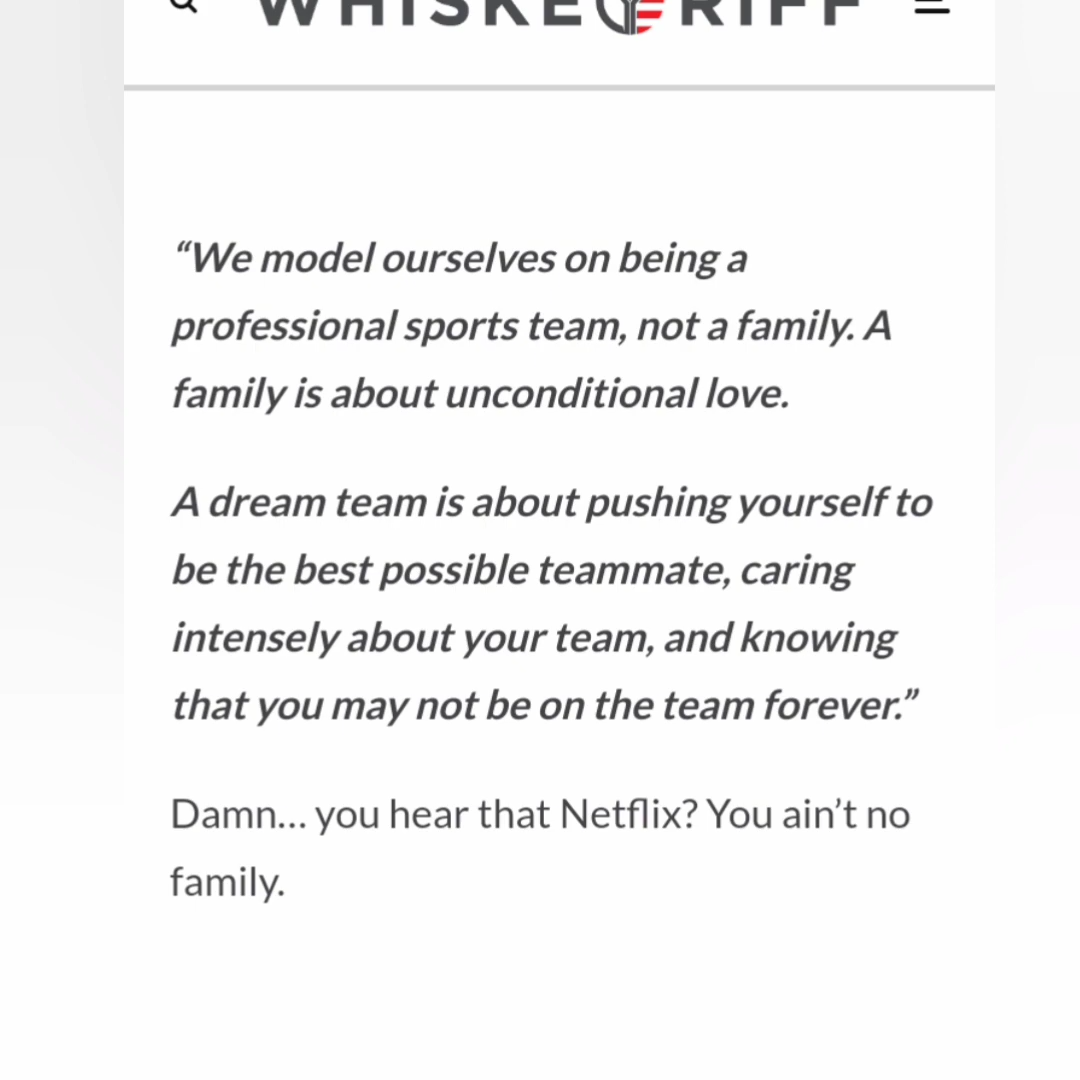 WHISKEY RIFF
“We model ourselves on being a
professional sports team, not a family. A
family is about unconditional love.
A dream team is about pushing yourself to
be the best possible teammate, caring
intensely about your team, and knowing
that you may not be on the team forever.”
Damn... you hear that Netflix? You ain’t no
family.